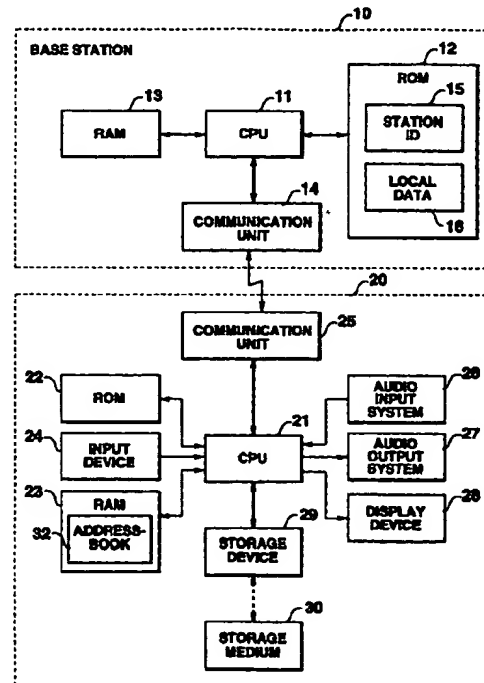 10
BASE STATION
12
ROM
13
RAM
11
CPU
15
STATION
ID
LOCAL
DATA
16
14
COMMUNICATION
UNIT
20
COMMUNICATION
UNIT
25
22
ROM
24
INPUT
DEVICE
23
RAM
32
ADDRESS-
BOOK
21
CPU
AUDIO
INPUT
SYSTEM
26
AUDIO
OUTPUT
SYSTEM
27
DISPLAY
DEVICE
28
29
STORAGE
DEVICE
30
STORAGE
MEDIUM